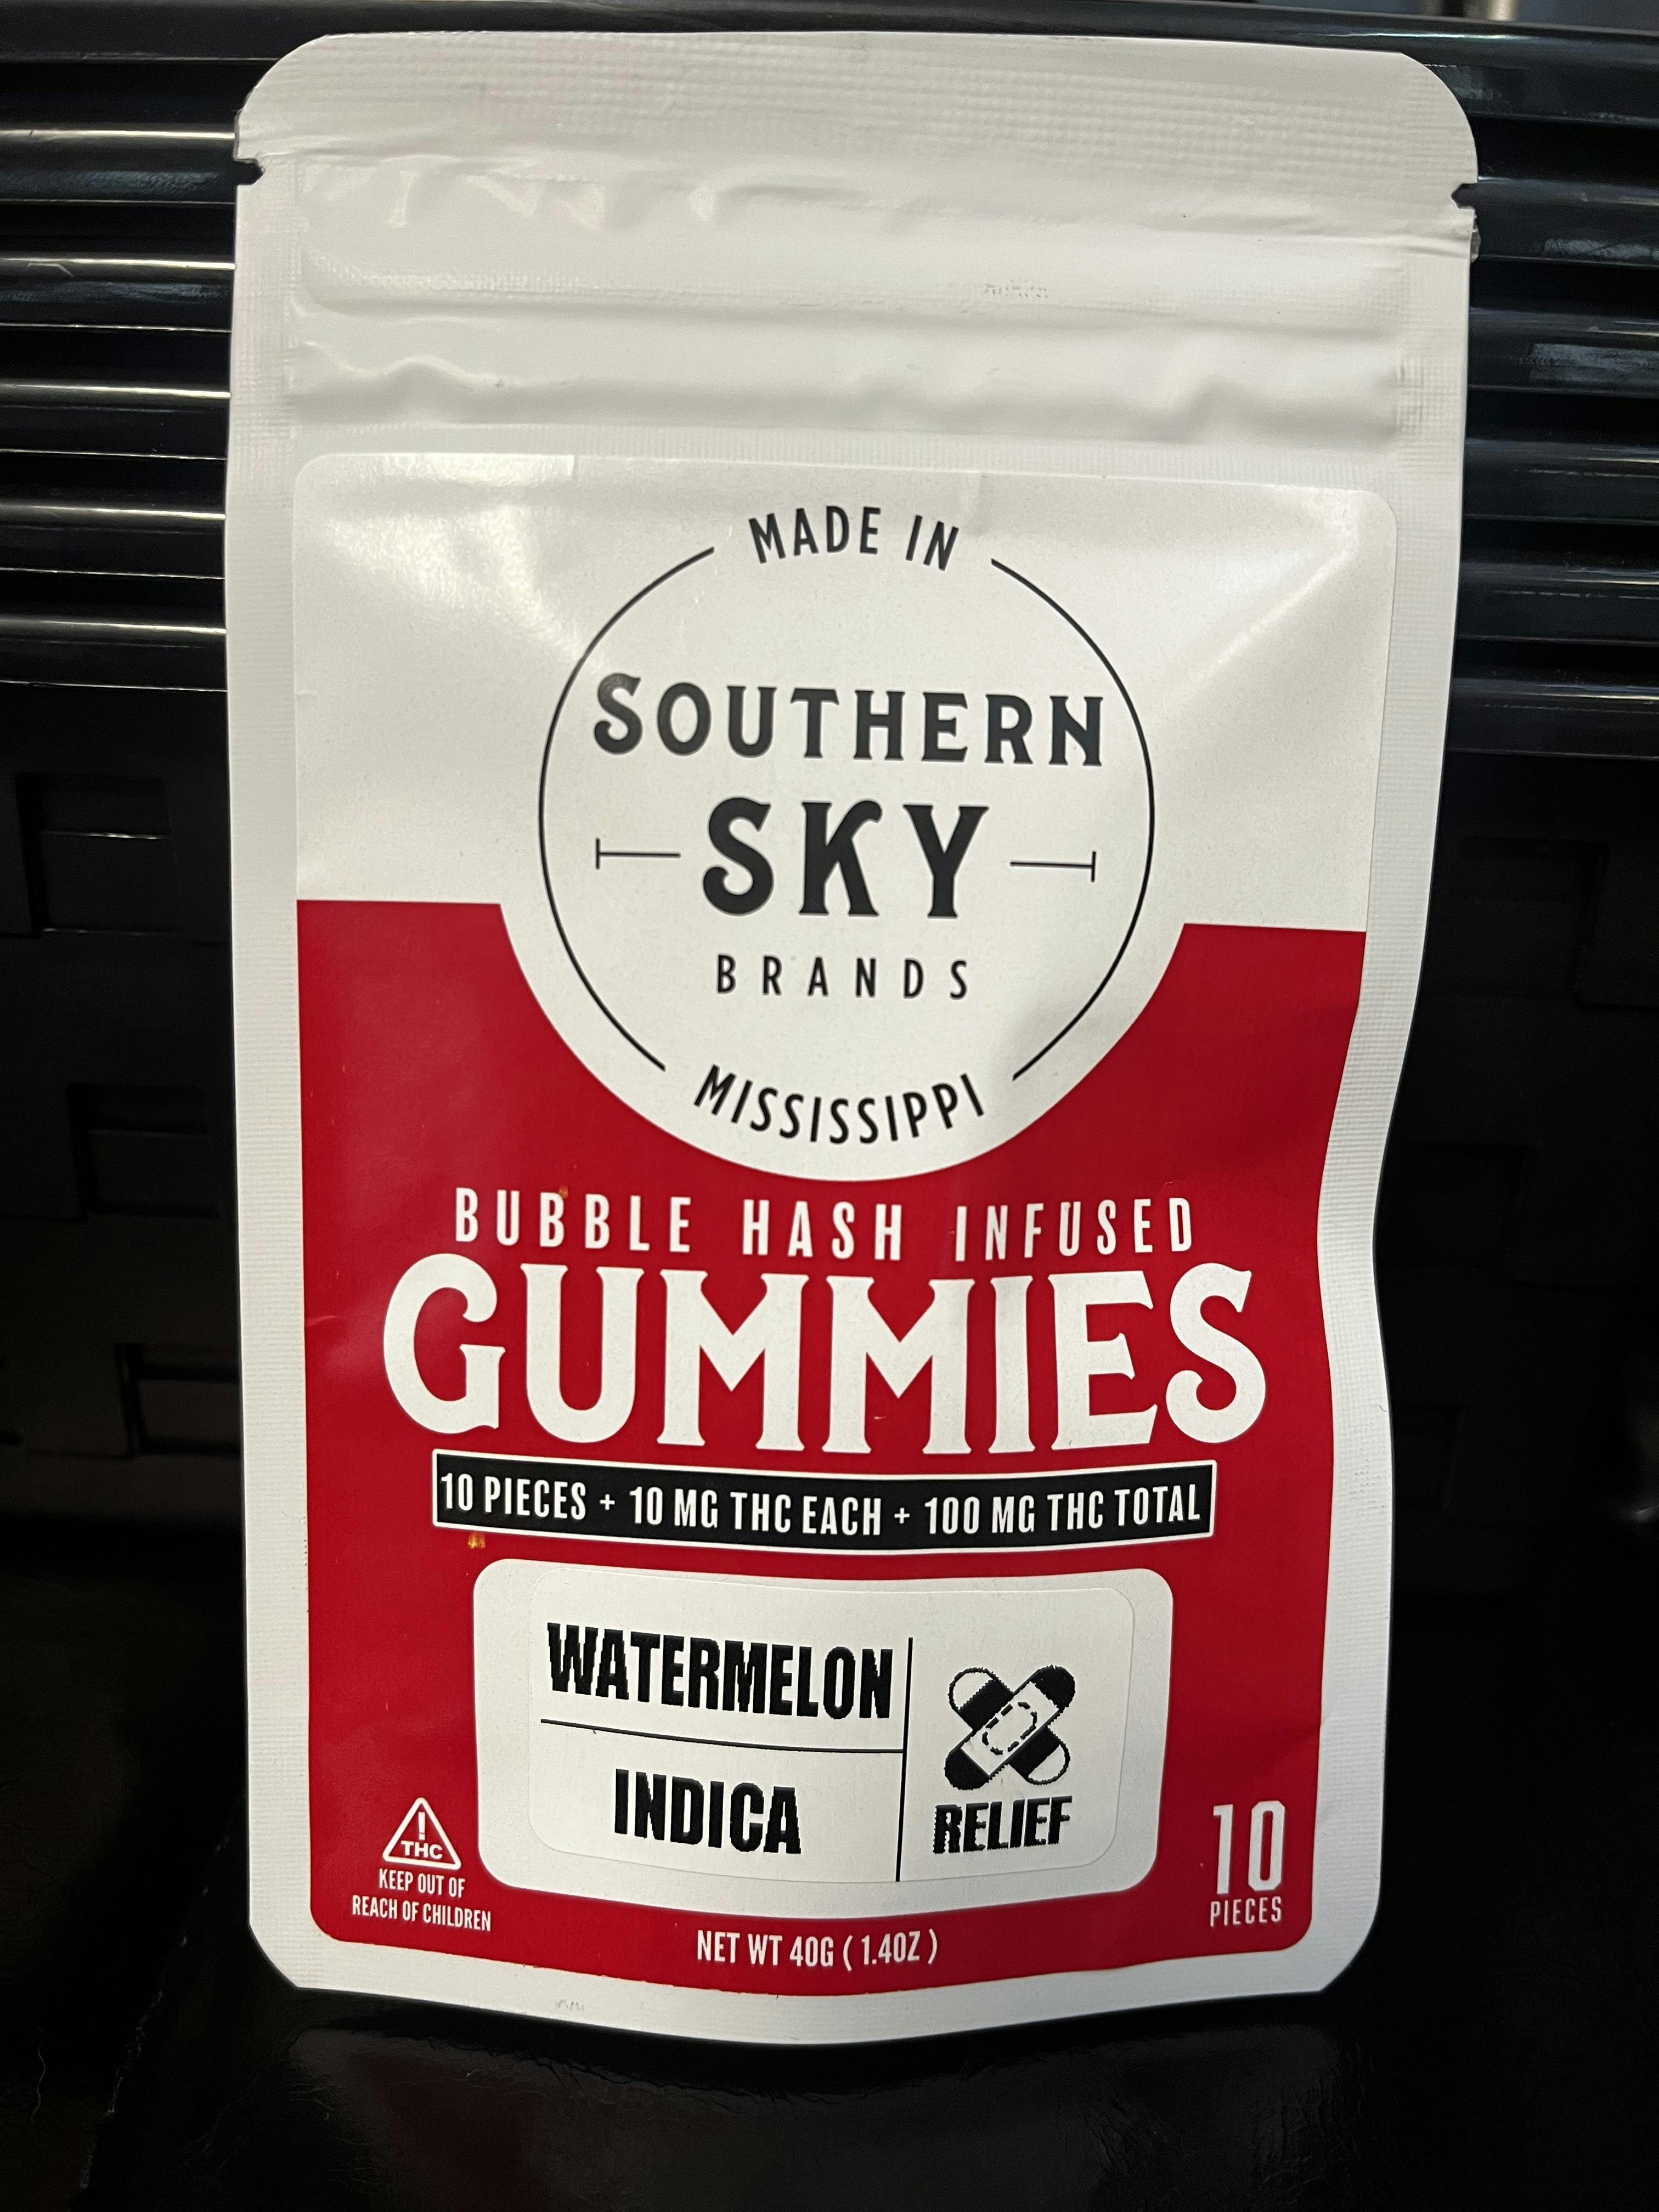 MADE IN
SOUTHERN
SKY
BRANDS
MISSISSIPPI
BUBBLE HASH INFUSED
GUMMIES
10 PIECES + 10 MG THC EACH + 100 MG THC TOTAL
WATERMELON
INDICA
RELIEF
!
THC
KEEP OUT OF
REACH OF CHILDREN
10
PIECES
NET WT 40G ( 1.4OZ )